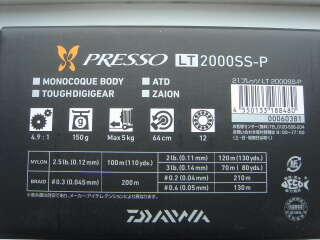 PRESSO LT 2000SS-P
■ MONOCOQUE BODY ■ ATD
■ TOUGHDIGIGEAR ■ ZAION
21プレッソ LT 2000SS-P
00060381
4.9 : 1 150 g Max 5 kg 64 cm 12
NYLON 2.5 lb. (0.12 mm) 100 m (110 yds.) 2 lb. (0.11 mm) 120 m (130 yds.)
3 lb. (0.14 mm) 70 m ( 80 yds.)
BRAID #0.3 (0.045 mm) 200 m #0.2 (0.04 mm) 210 m
#0.4 (0.05 mm) 130 m
DAIWA